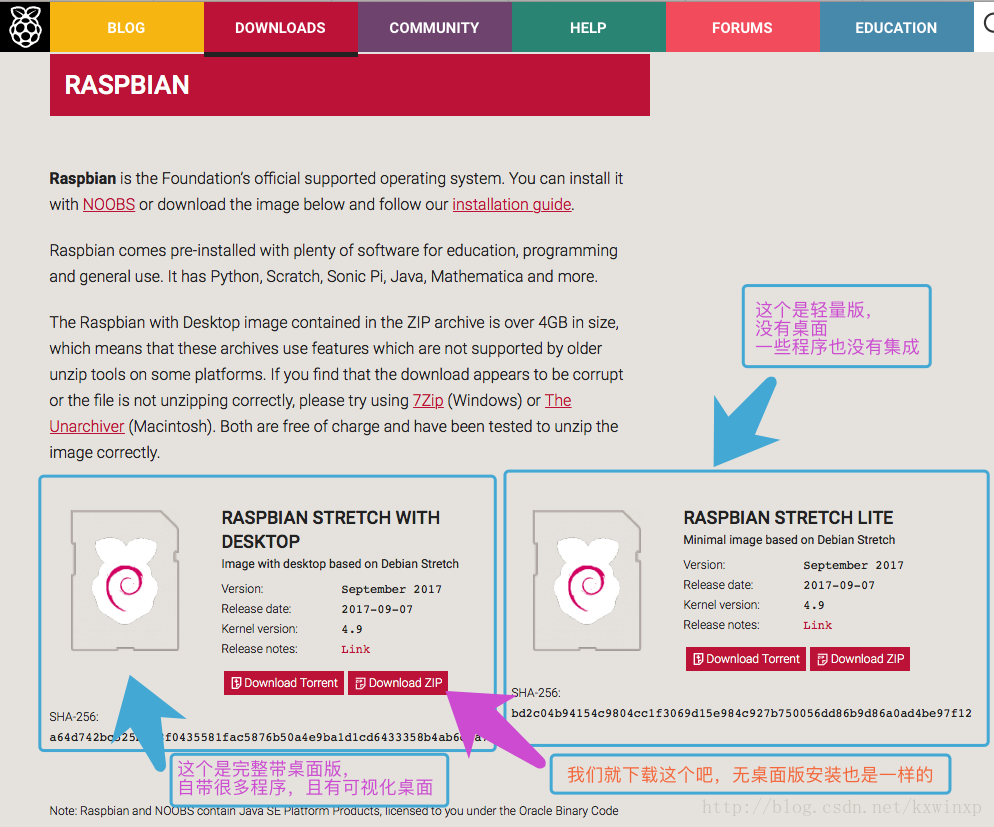 BLOG DOWNLOADS COMMUNITY HELP FORUMS EDUCATION
RASPBIAN
Raspbian is the Foundation’s official supported operating system. You can install it
with NOOBS or download the image below and follow our installation guide.
Raspbian comes pre-installed with plenty of software for education, programming
and general use. It has Python, Scratch, Sonic Pi, Java, Mathematica and more.
The Raspbian with Desktop image contained in the ZIP archive is over 4GB in size,
which means that these archives use features which are not supported by older
unzip tools on some platforms. If you find that the download appears to be corrupt
or the file is not unzipping correctly, please try using 7Zip (Windows) or The
Unarchiver (Macintosh). Both are free of charge and have been tested to unzip the
image correctly.
这个是轻量版，
没有桌面
一些程序也没有集成
RASPBIAN STRETCH WITH
DESKTOP
Image with desktop based on Debian Stretch
Version: September 2017
Release date: 2017-09-07
Kernel version: 4.9
Release notes: Link
Download Torrent Download ZIP
SHA-256:
RASPBIAN STRETCH LITE
Minimal image based on Debian Stretch
Version: September 2017
Release date: 2017-09-07
Kernel version: 4.9
Release notes: Link
Download Torrent Download ZIP
SHA-256:
bd2c04b94154c9804cc1f3069d15e984c927b750056dd86b9d86a0ad4be97f12
这个是完整带桌面版，
自带很多程序，且有可视化桌面
我们就下载这个吧，无桌面版安装也是一样的
Note: Raspbian and NOOBS contain Java SE Platform Products, licensed to you under the Oracle Binary Code
http://blog.csdn.net/kxwinxp